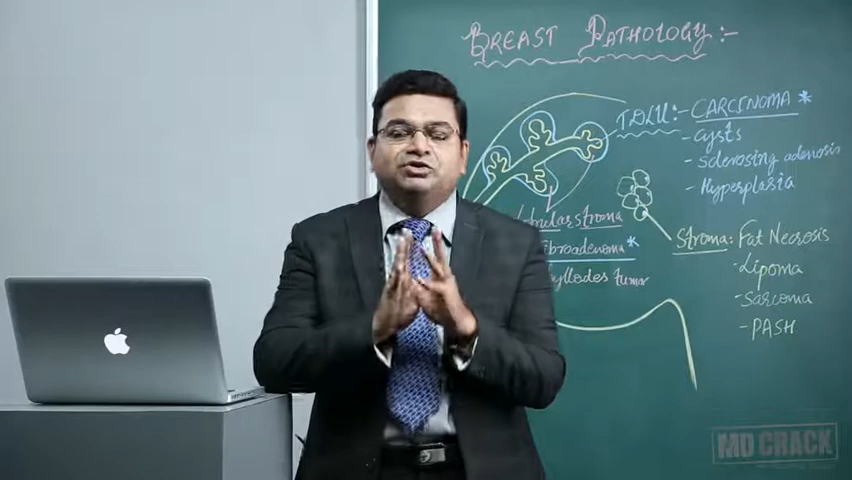 BREAST PATHOLOGY :-
TDLU :- CARCINOMA *
- Cysts
- Sclerosing adenosis
- Hyperplasia
Lobular stroma
Fibroadenoma *
Phyllodes tumor
Stroma : Fat Necrosis
- Lipoma
- Sarcoma
- PASH
MD CRACK